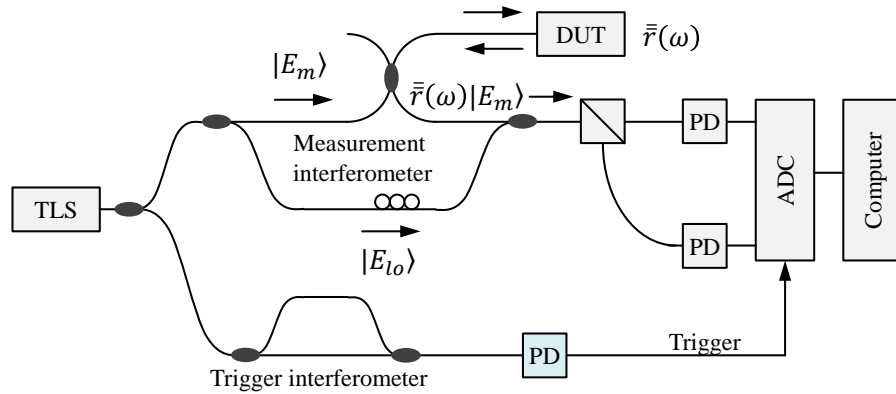 DUT
r̿(ω)
|E_m⟩
r̿(ω)|E_m⟩
PD
Measurement
interferometer
ADC
Computer
TLS
PD
|E_lo⟩
Trigger
PD
Trigger interferometer